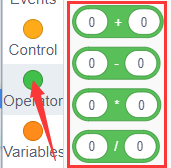 Events
Control
Operator
Variables
0 + 0
0 - 0
0 * 0
0 / 0